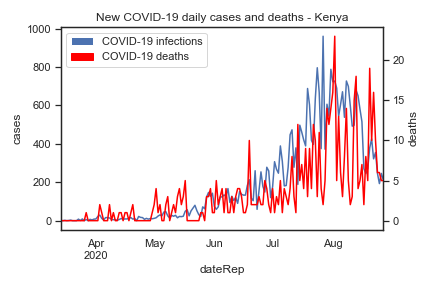 New COVID-19 daily cases and deaths - Kenya
COVID-19 infections
COVID-19 deaths
1000
800
600
400
200
0
cases
20
15
10
5
0
deaths
Apr
2020
May
Jun
Jul
Aug
dateRep